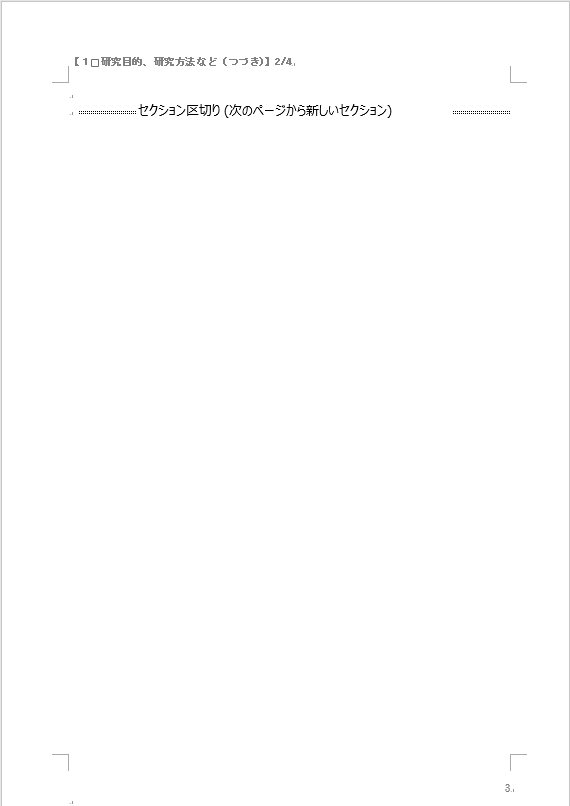 【１□研究目的、研究方法など（つづき)】2/4
セクション区切り (次のページから新しいセクション)
3